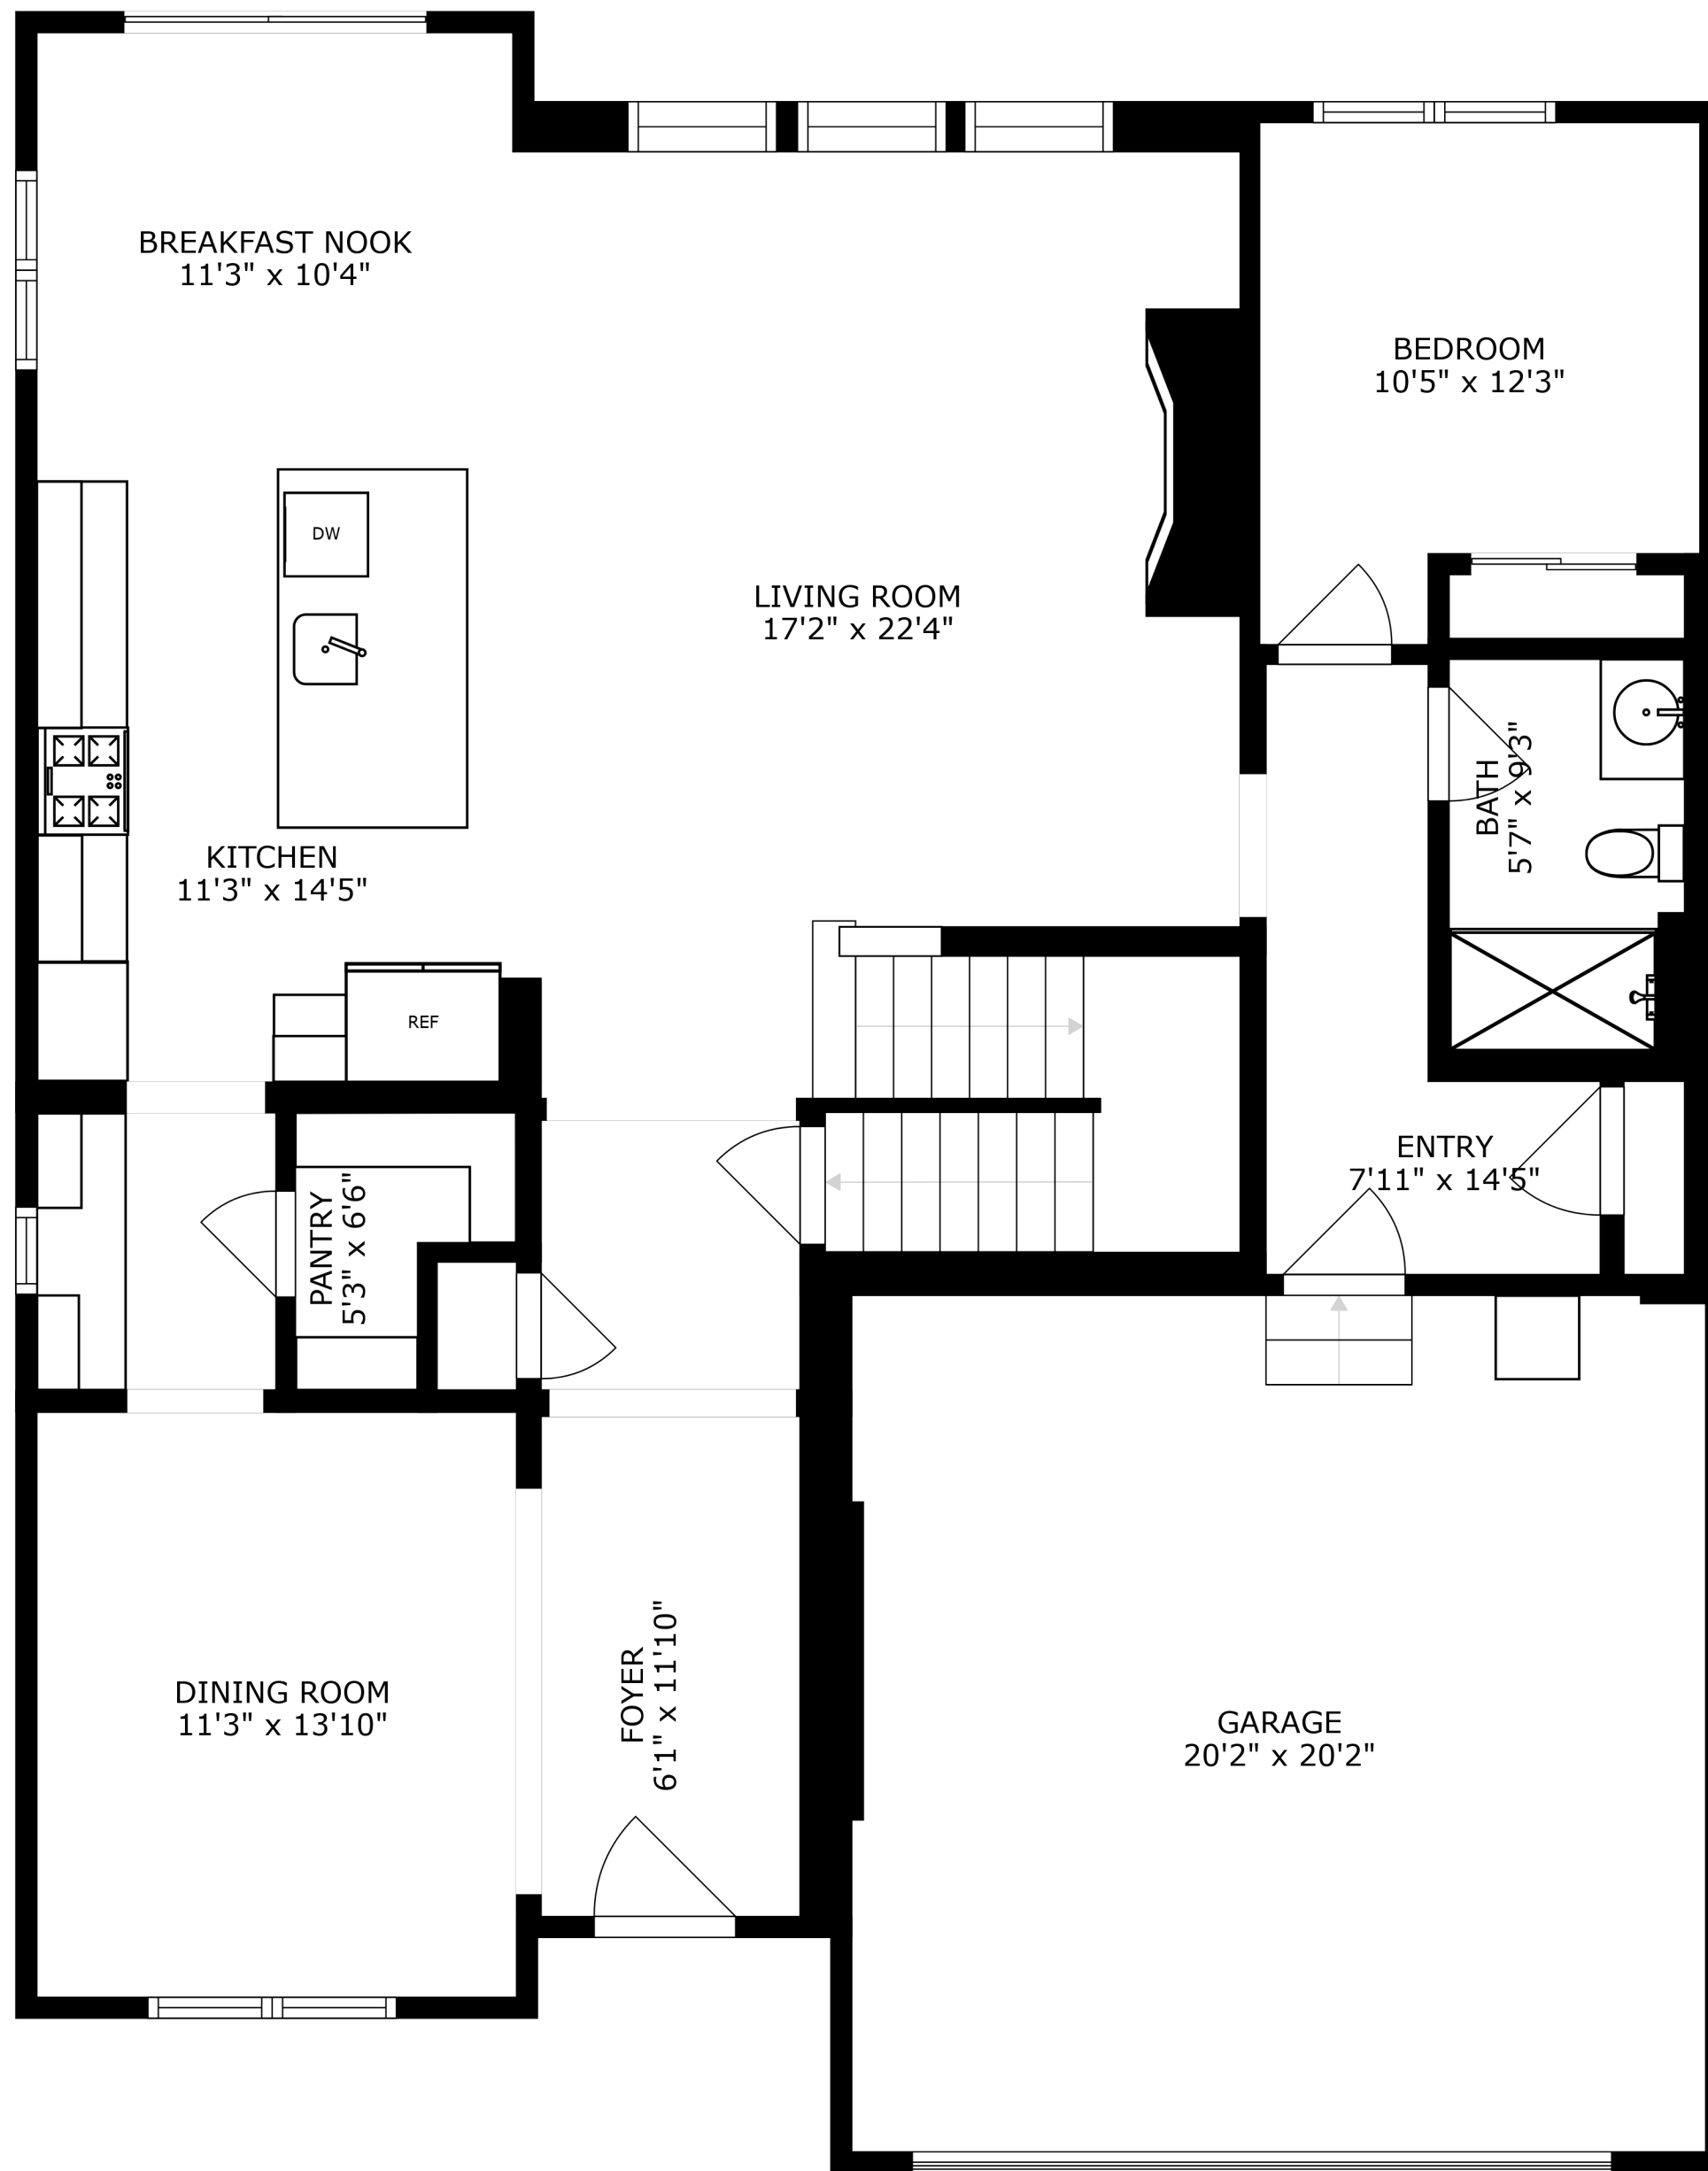 BREAKFAST NOOK
11'3" x 10'4"
BEDROOM
10'5" x 12'3"
DW
LIVING ROOM
17'2" x 22'4"
BATH
5'7" x 9'3"
KITCHEN
11'3" x 14'5"
REF
ENTRY
7'11" x 14'5"
PANTRY
5'3" x 6'6"
FOYER
6'1" x 11'10"
DINING ROOM
11'3" x 13'10"
GARAGE
20'2" x 20'2"